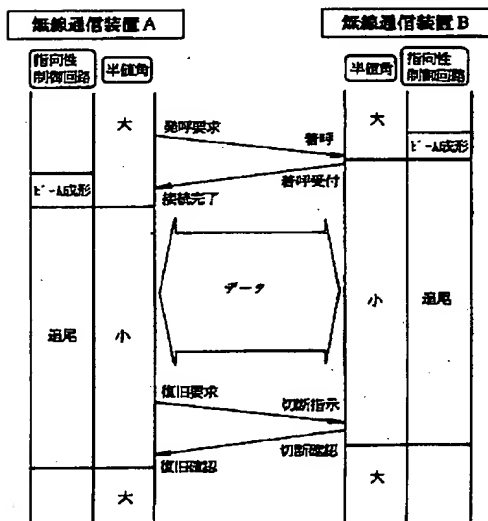 無線通信装置A
無線通信装置B
指向性
制御回路
半値角
半値角
指向性
制御回路
大
大
発呼要求
着呼
ビーム成形
着呼受付
ビーム成形
接続完了
データ
追尾
小
小
追尾
復旧要求
切断指示
切断確認
復旧確認
大
大